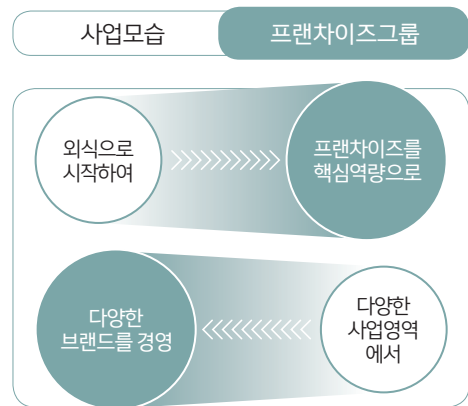 사업모습
프랜차이즈그룹
외식으로
시작하여
프랜차이즈를
핵심역량으로
다양한
사업영역
에서
다양한
브랜드를 경영